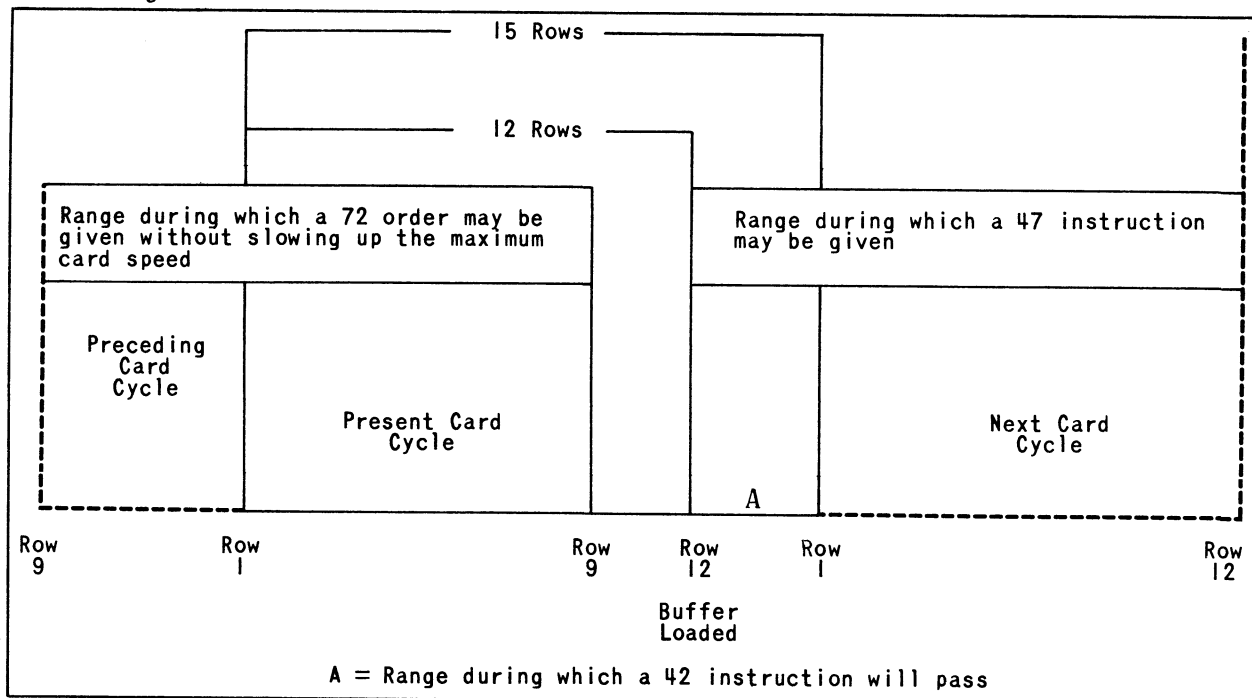 15 Rows
12 Rows
Range during which a 72 order may be
given without slowing up the maximum
card speed
Range during which a 47 instruction
may be given
Preceding
Card
Cycle
Present Card
Cycle
Next Card
Cycle
A
Row
9
Row
1
Row
9
Row
12
Row
1
Row
12
Buffer
Loaded
A = Range during which a 42 instruction will pass